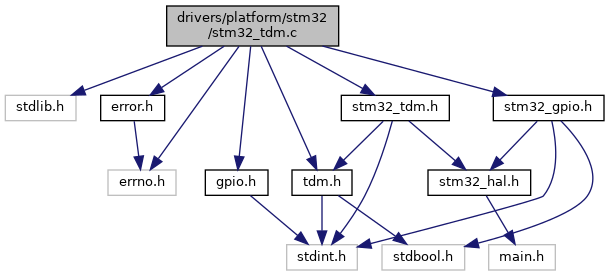 drivers/platform/stm32
/stm32_tdm.c
stdlib.h
error.h
stm32_tdm.h
stm32_gpio.h
errno.h
gpio.h
tdm.h
stm32_hal.h
stdint.h
stdbool.h
main.h